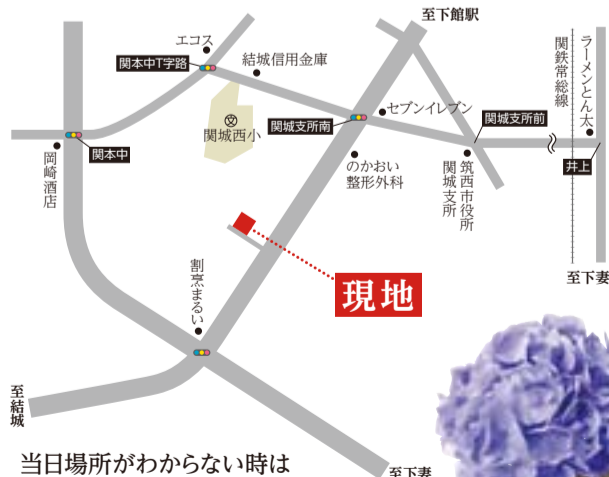 至下館駅
エコス
関本中T字路
結城信用金庫
関鉄常総線
ラーメンとん太
セブンイレブン
関城支所前
文
関城西小
関城支所南
関本中
岡崎酒店
のかおい
整形外科
筑西市役所
関城支所
井上
至下妻
現地
割烹まるい
至結城
当日場所がわからない時は
至下妻